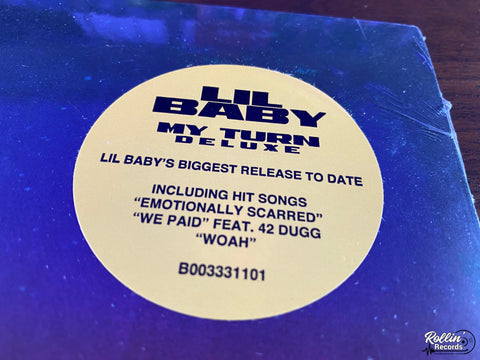 LIL
BABY
MY TURN
DELUXE
LIL BABY'S BIGGEST RELEASE TO DATE
INCLUDING HIT SONGS
“EMOTIONALLY SCARRED”
“WE PAID” FEAT. 42 DUGG
“WOAH”
B003331101
Rollin'
Records